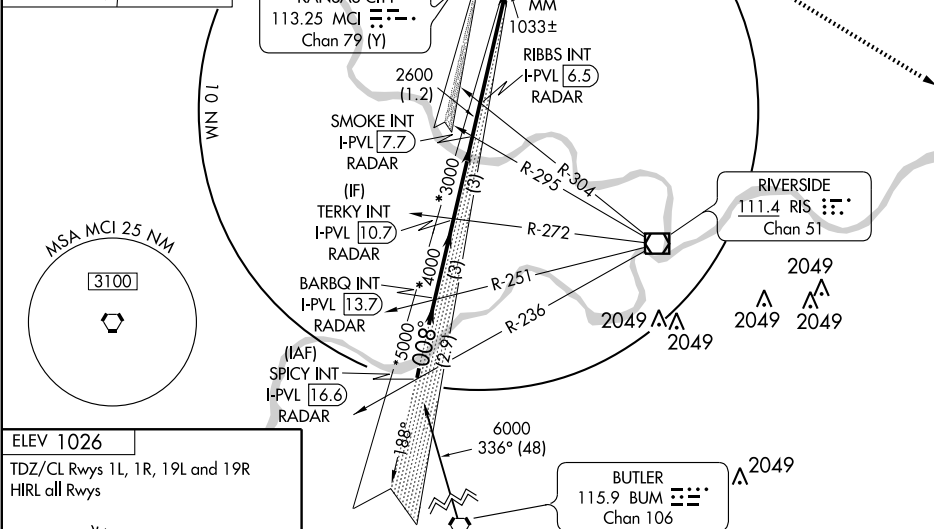 KANSAS CITY
113.25 MCI
Chan 79 (Y)
MM
1033±
RIBBS INT
I-PVL 6.5
RADAR
2600
(1.2)
10 NM
SMOKE INT
I-PVL 7.7
RADAR
*3000
(3)
R-304
R-295
(IF)
TERKY INT
I-PVL 10.7
RADAR
R-272
RIVERSIDE
111.4 RIS
Chan 51
MSA MCI 25 NM
3100
*4000
(3)
BARBQ INT
I-PVL 13.7
RADAR
R-251
R-236
2049
2049
2049
2049
2049
*5000
008°
(2.9)
(IAF)
SPICY INT
I-PVL 16.6
RADAR
188°
6000
336° (48)
ELEV 1026
TDZ/CL Rwys 1L, 1R, 19L and 19R
HIRL all Rwys
BUTLER
115.9 BUM
Chan 106
2049